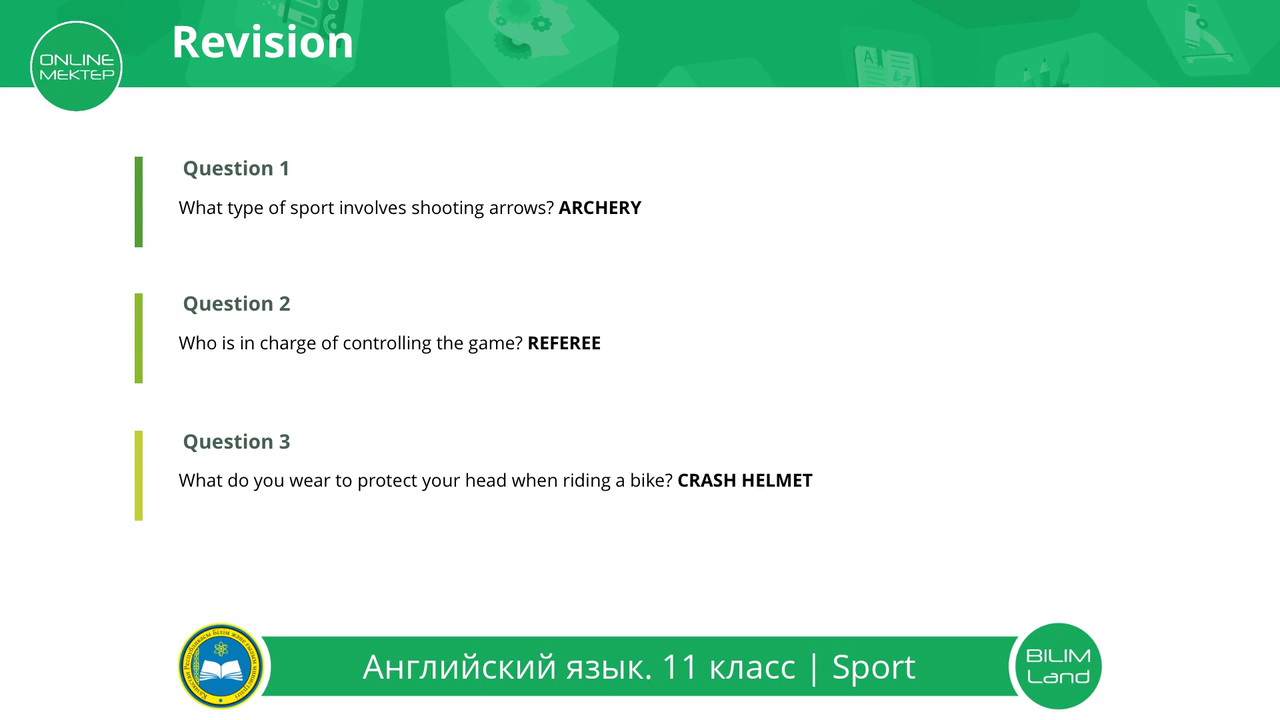 Revision
ONLINE
МЕКТЕР
Question 1
What type of sport involves shooting arrows? ARCHERY
Question 2
Who is in charge of controlling the game? REFEREE
Question 3
What do you wear to protect your head when riding a bike? CRASH HELMET
Английский язык. 11 класс | Sport
BILIM
Land